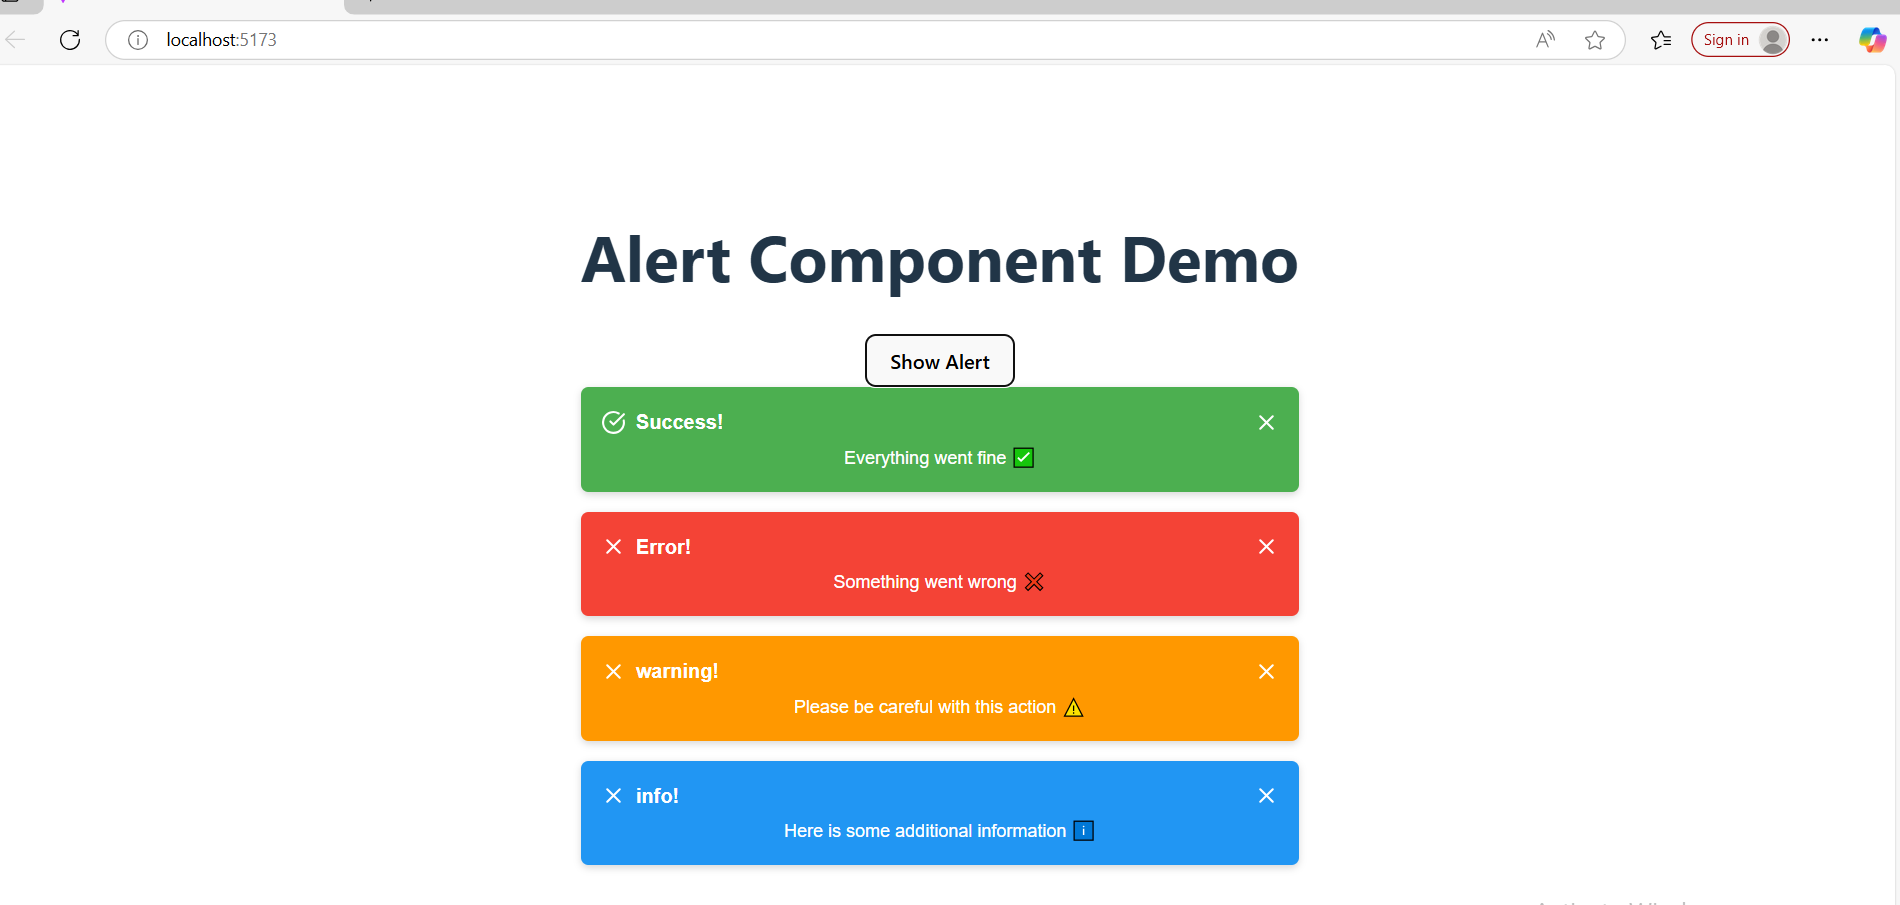 localhost:5173
Sign in
Alert Component Demo
Show Alert
Success!
Everything went fine ✅
Error!
Something went wrong ❌
warning!
Please be careful with this action ⚠️
info!
Here is some additional information ℹ️